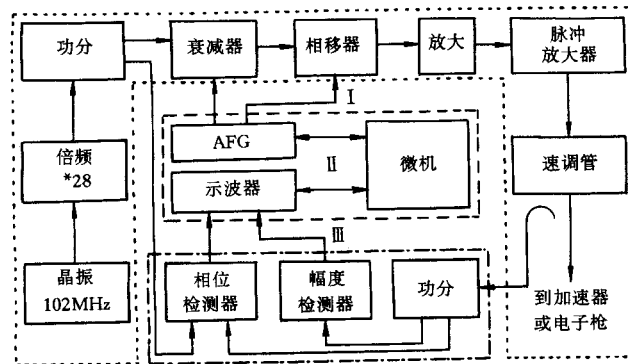 功分
衰减器
相移器
放大
脉冲
放大器
I
AFG
II
微机
倍频
*28
示波器
速调管
III
晶振
102MHz
相位
检测器
幅度
检测器
功分
到加速器
或电子枪